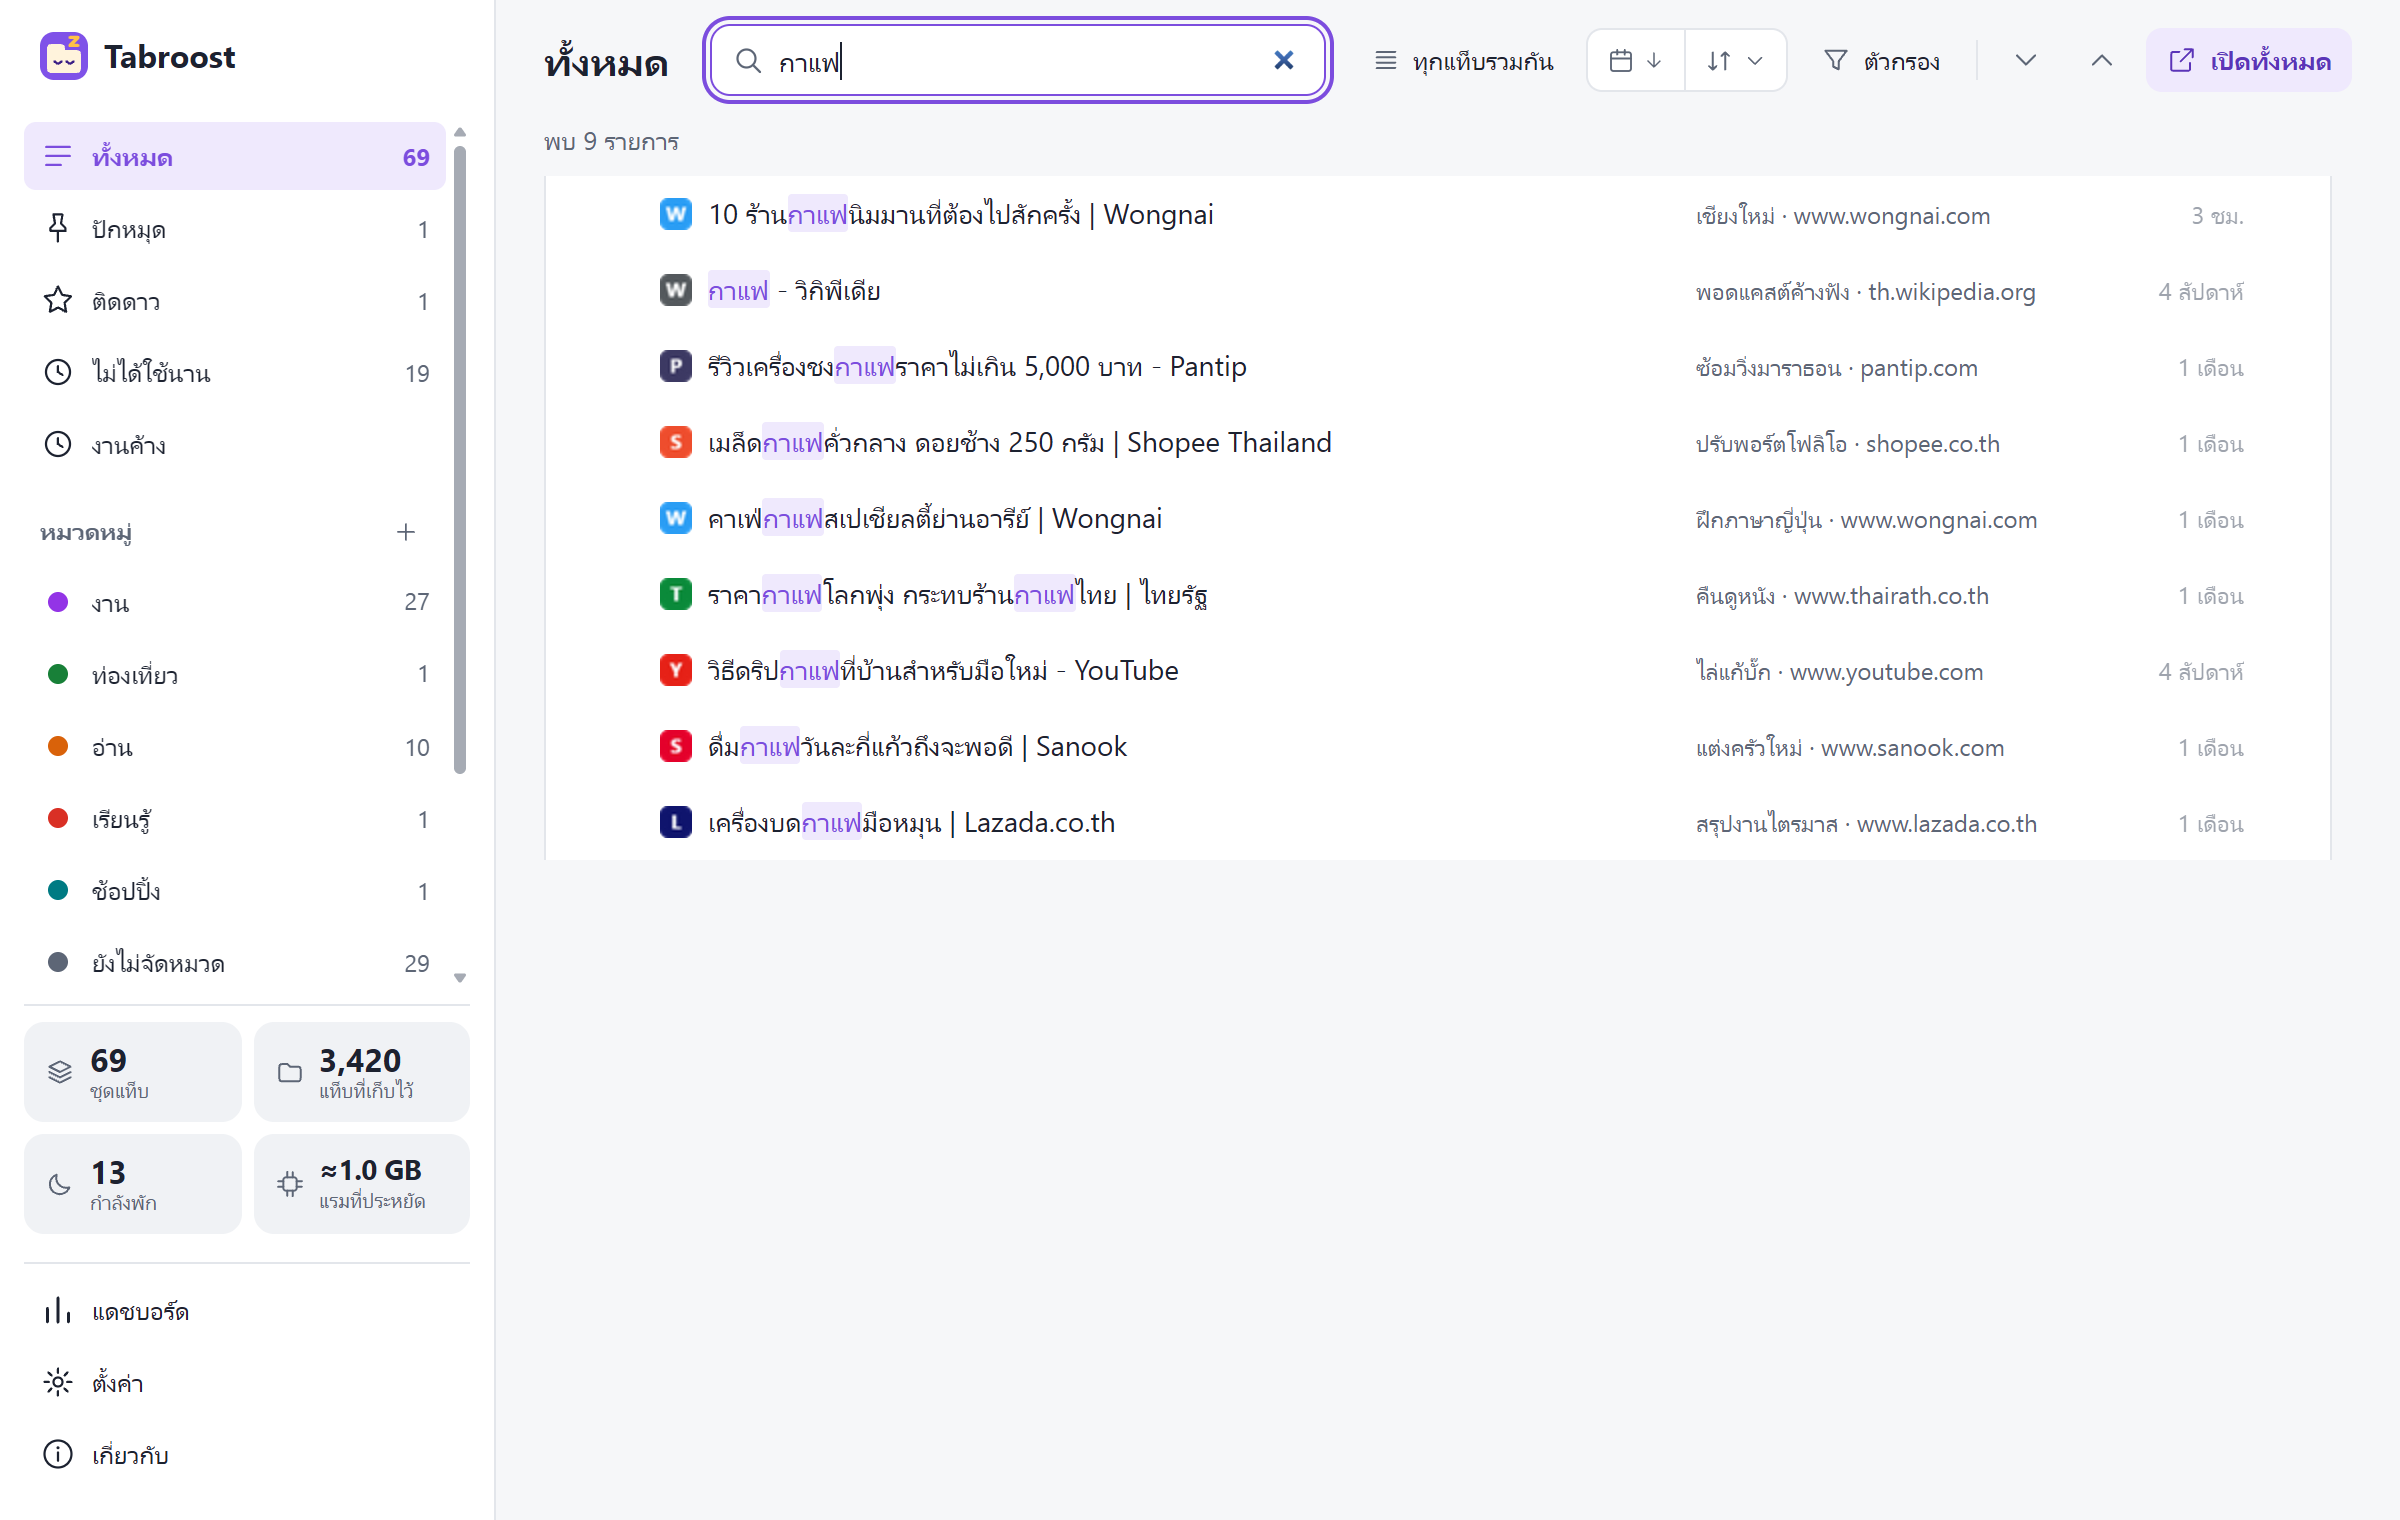 Tabroost
ทั้งหมด 69
ปักหมุด 1
ติดดาว 1
ไม่ได้ใช้นาน 19
งานค้าง
หมวดหมู่
งาน 27
ท่องเที่ยว 1
อ่าน 10
เรียนรู้ 1
ช้อปปิ้ง 1
ยังไม่จัดหมวด 29
69
ชุดแท็บ
3,420
แท็บที่เก็บไว้
13
กำลังพัก
≈1.0 GB
แรมที่ประหยัด
แดชบอร์ด
ตั้งค่า
เกี่ยวกับ
ทั้งหมด
กาแฟ
ทุกแท็บรวมกัน
ตัวกรอง
เปิดทั้งหมด
พบ 9 รายการ
W 10 ร้านกาแฟนิมมานที่ต้องไปสักครั้ง | Wongnai เชียงใหม่ · www.wongnai.com 3 ชม.
W กาแฟ - วิกิพีเดีย พอดแคสต์ค้างฟัง · th.wikipedia.org 4 สัปดาห์
P รีวิวเครื่องชงกาแฟราคาไม่เกิน 5,000 บาท - Pantip ซ้อมวิ่งมาราธอน · pantip.com 1 เดือน
S เมล็ดกาแฟคั่วกลาง ดอยช้าง 250 กรัม | Shopee Thailand ปรับพอร์ตโฟลิโอ · shopee.co.th 1 เดือน
W คาเฟ่กาแฟสเปเชียลตี้ย่านอารีย์ | Wongnai ฝึกภาษาญี่ปุ่น · www.wongnai.com 1 เดือน
T ราคากาแฟโลกพุ่ง กระทบร้านกาแฟไทย | ไทยรัฐ คืนดูหนัง · www.thairath.co.th 1 เดือน
Y วิธีดริปกาแฟที่บ้านสำหรับมือใหม่ - YouTube ไล่แก้บั๊ก · www.youtube.com 4 สัปดาห์
S ดื่มกาแฟวันละกี่แก้วถึงจะพอดี | Sanook แต่งครัวใหม่ · www.sanook.com 1 เดือน
L เครื่องบดกาแฟมือหมุน | Lazada.co.th สรุปงานไตรมาส · www.lazada.co.th 1 เดือน